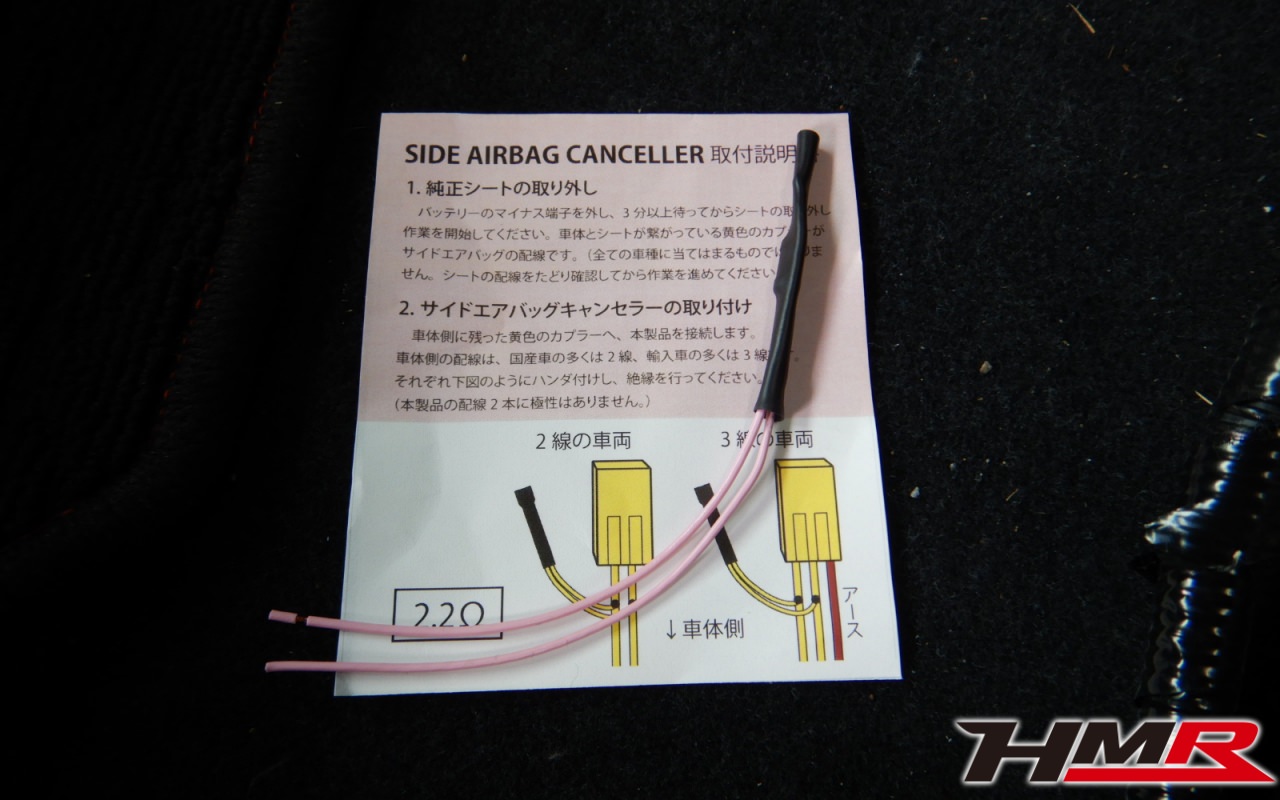 SIDE AIRBAG CANCELLER 取付説明
1. 純正シートの取り外し
バッテリーのマイナス端子を外し、3分以上待ってからシートの取り外し
作業を開始してください。車体とシートが繋がっている黄色のカプラーが
サイドエアバッグの配線です。（全ての車種に当てはまるものではありま
せん。シートの配線をたどり確認してから作業を進めてください
2. サイドエアバッグキャンセラーの取り付け
車体側に残った黄色のカプラーへ、本製品を接続します。
車体側の配線は、国産車の多くは2線、輸入車の多くは3線です。
それぞれ下図のようにハンダ付けし、絶縁を行ってください。
（本製品の配線2本に極性はありません。）
2線の車両
3線の車両
アース
2.2Ω
↓車体側
HMR